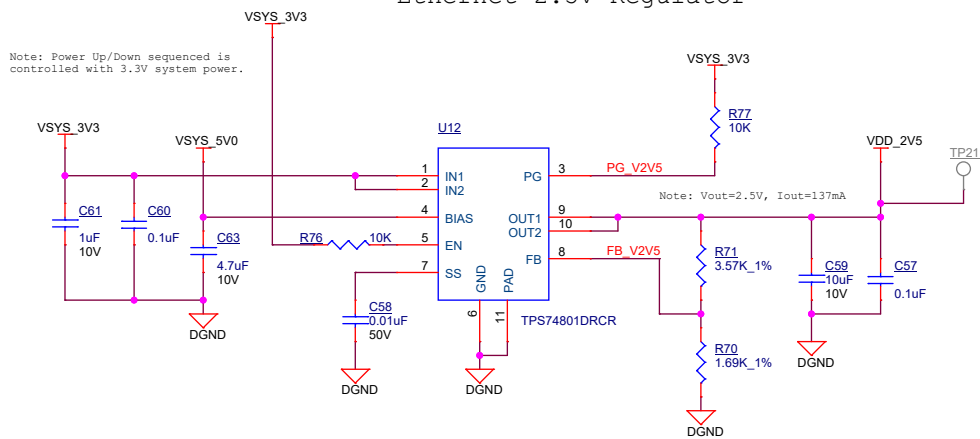 Ethernet 2.5V Regulator
VSYS_3V3
Note: Power Up/Down sequenced is
controlled with 3.3V system power.
VSYS_3V3
VSYS_3V3
VSYS_5V0
R77
10K
U12
VDD_2V5
TP21
1
IN1
2
IN2
PG
3
PG_V2V5
Note: Vout=2.5V, Iout=137mA
C61
1uF
10V
C60
0.1uF
4
BIAS
OUT1
9
OUT2
10
C63
4.7uF
10V
R76
10K
5
EN
FB
8
FB_V2V5
R71
3.57K_1%
7
SS
GND
PAD
6
11
C59
10uF
10V
C57
0.1uF
C58
0.01uF
50V
TPS74801DRCR
DGND
R70
1.69K_1%
DGND
DGND
DGND
DGND